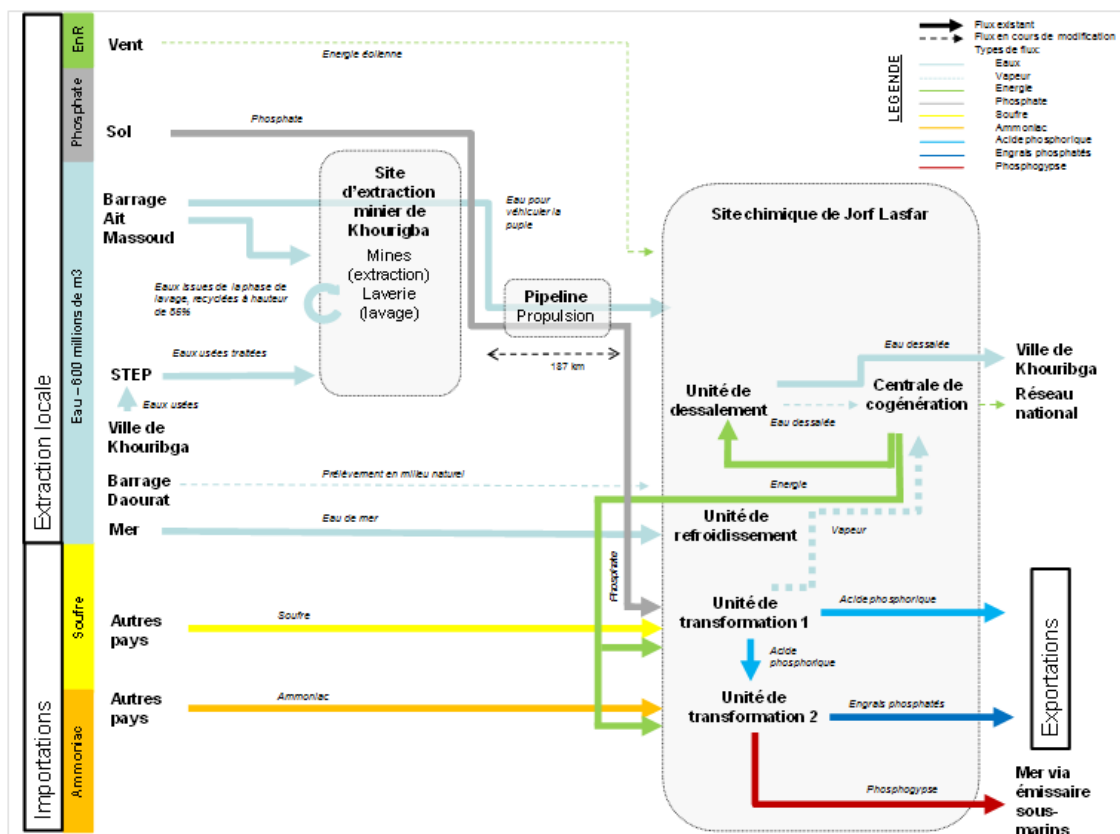 EnR
Vent
Energie éolienne
Flux existant
Flux en cours de modification
Types de flux:
Eaux
Vapeur
Energie
Phosphate
Soufre
Ammoniac
Acide phosphorique
Engrais phosphatés
Phosphogypse
LEGENDE
Extraction locale
Phosphate
Sol
Phosphate
Eau – 600 millions de m3
Barrage
Ait
Massoud
Site
d'extraction
minier de
Khourigba
Mines
(extraction)
Laverie
(lavage)
Eau pour
véhiculer la
puple
Eaux issues de la phase de
lavage, recyclées à hauteur
de 56%
Pipeline
Propulsion
187 km
Site chimique de Jorf Lasfar
Eaux usées traitées
STEP
Eaux usées
Ville de
Khouribga
Unité de
dessalement
Eau dessalée
Eau dessalée
Centrale de
cogénération
Ville de
Khouribga
Réseau
national
Barrage
Daourat
Prélèvement en milieu naturel
Energie
Mer
Eau de mer
Unité de
refroidissement
Vapeur
Importations
Soufre
Autres
pays
Soufre
Phosphate
Unité de
transformation 1
Acide phosphorique
Acide
phosphorique
Exportations
Ammoniac
Autres
pays
Ammoniac
Unité de
transformation 2
Engrais phosphatés
Phosphogypse
Mer via
émissaire
sous-
marins